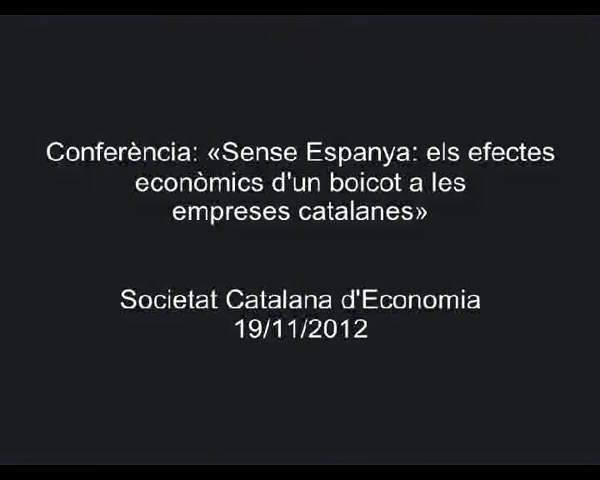 Conferència: «Sense Espanya: els efectes
econòmics d'un boicot a les
empreses catalanes»
Societat Catalana d'Economia
19/11/2012